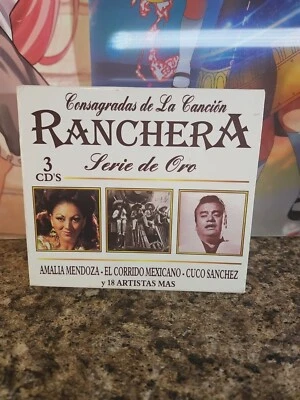 Consagradas de La Canción
RANCHERA
Serie de Oro
3
CD'S
AMALIA MENDOZA - EL CORRIDO MEXICANO - CUCO SANCHEZ
y 18 ARTISTAS MAS